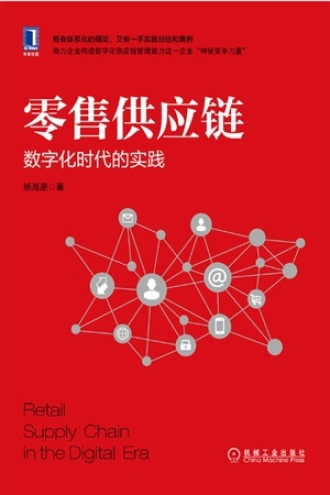 华章管理
既有体系化的框架，又有一手实践总结和案例
助力企业构建数字化供应链管理能力这一企业“神秘竞争力量”
零售供应链
数字化时代的实践
杨海愿 著
@
Retail
Supply Chain
in the Digital Era
机械工业出版社
China Machine Press